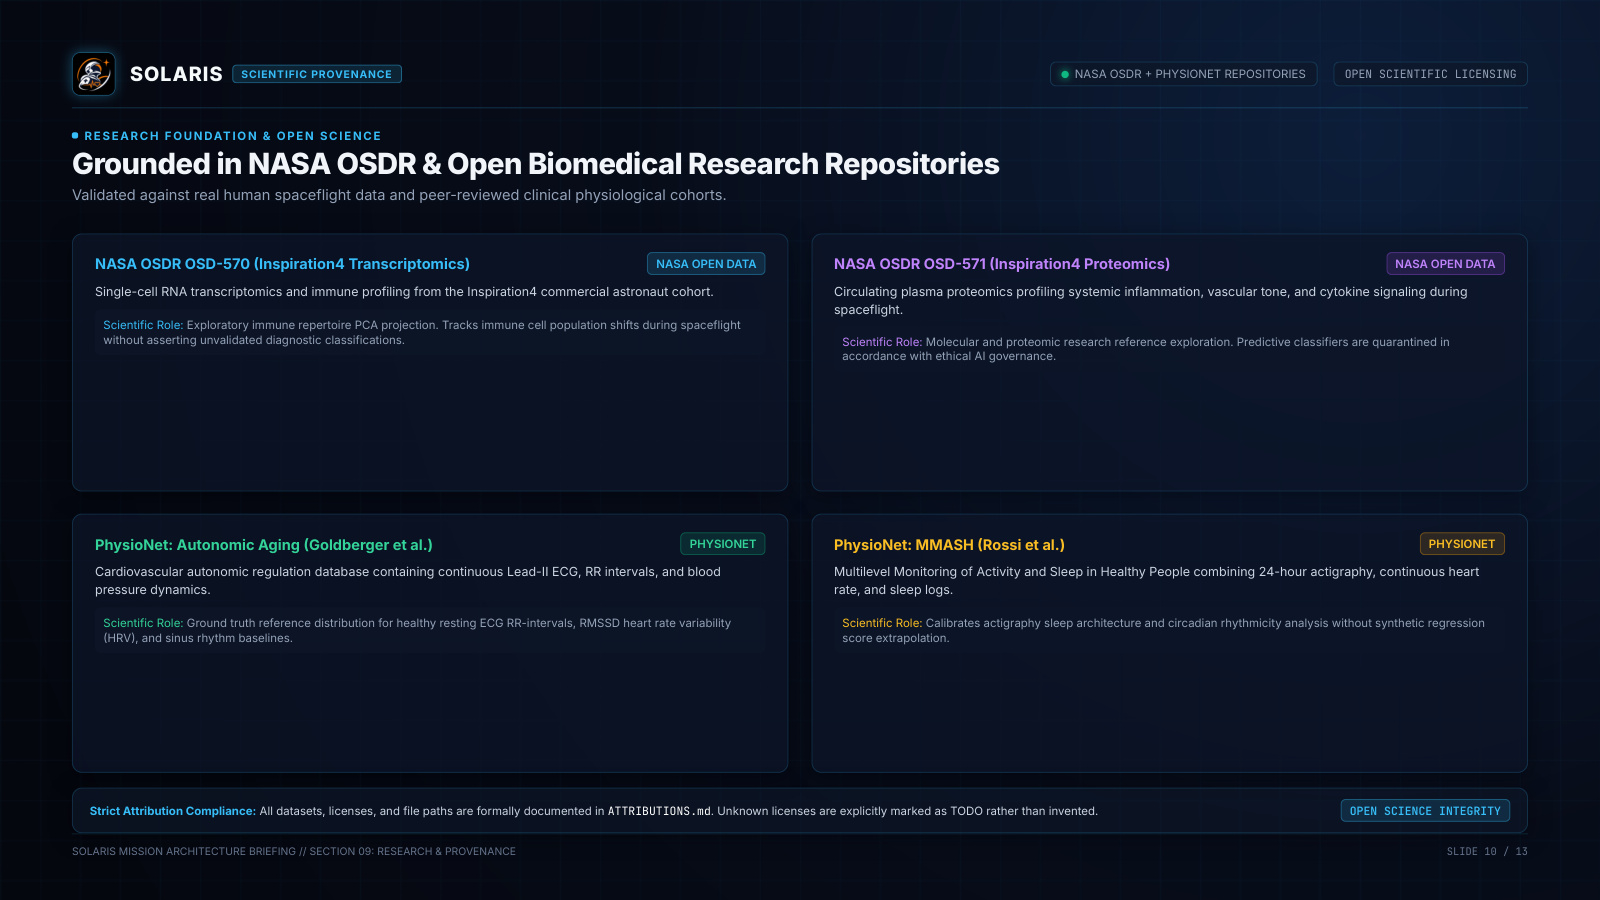 SOLARIS
SCIENTIFIC PROVENANCE
NASA OSDR + PHYSIONET REPOSITORIES
OPEN SCIENTIFIC LICENSING
RESEARCH FOUNDATION & OPEN SCIENCE
Grounded in NASA OSDR & Open Biomedical Research Repositories
Validated against real human spaceflight data and peer-reviewed clinical physiological cohorts.
NASA OSDR OSD-570 (Inspiration4 Transcriptomics)
NASA OPEN DATA
Single-cell RNA transcriptomics and immune profiling from the Inspiration4 commercial astronaut cohort.
Scientific Role: Exploratory immune repertoire PCA projection. Tracks immune cell population shifts during spaceflight
without asserting unvalidated diagnostic classifications.
NASA OSDR OSD-571 (Inspiration4 Proteomics)
NASA OPEN DATA
Circulating plasma proteomics profiling systemic inflammation, vascular tone, and cytokine signaling during
spaceflight.
Scientific Role: Molecular and proteomic research reference exploration. Predictive classifiers are quarantined in
accordance with ethical AI governance.
PhysioNet: Autonomic Aging (Goldberger et al.)
PHYSIONET
Cardiovascular autonomic regulation database containing continuous Lead-II ECG, RR intervals, and blood
pressure dynamics.
Scientific Role: Ground truth reference distribution for healthy resting ECG RR-intervals, RMSSD heart rate variability
(HRV), and sinus rhythm baselines.
PhysioNet: MMASH (Rossi et al.)
PHYSIONET
Multilevel Monitoring of Activity and Sleep in Healthy People combining 24-hour actigraphy, continuous heart
rate, and sleep logs.
Scientific Role: Calibrates actigraphy sleep architecture and circadian rhythmicity analysis without synthetic regression
score extrapolation.
Strict Attribution Compliance: All datasets, licenses, and file paths are formally documented in ATTRIBUTIONS.md. Unknown licenses are explicitly marked as TODO rather than invented.
OPEN SCIENCE INTEGRITY
SOLARIS MISSION ARCHITECTURE BRIEFING // SECTION 09: RESEARCH & PROVENANCE
SLIDE 10 / 13